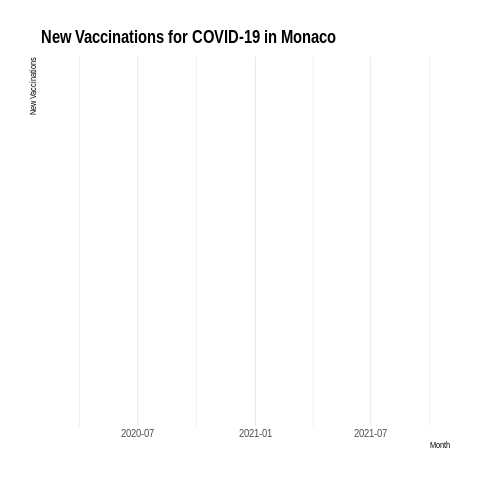 New Vaccinations for COVID-19 in Monaco
New Vaccinations
2020-07
2021-01
2021-07
Month